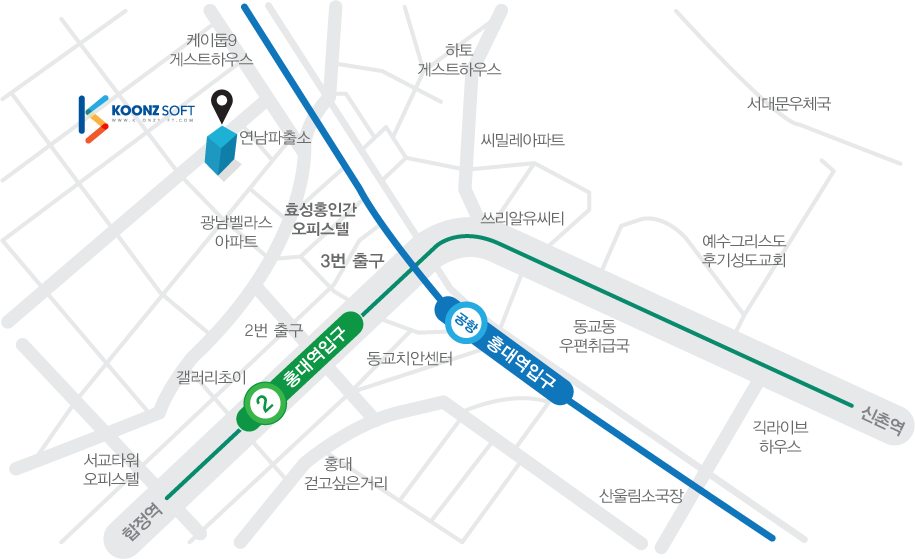 케이둡9
게스트하우스
하토
게스트하우스
서대문우체국
KOONZ SOFT
WWW.KOONZSOFT.COM
연남파출소
씨밀레아파트
광남벨라스
아파트
효성홍인간
오피스텔
쓰리알유씨티
3번 출구
예수그리스도
후기성도교회
2번 출구
홍대역입구
공항
홍대역입구
동교동
우편취급국
동교치안센터
갤러리초이
2
신촌역
긱라이브
하우스
서교타워
오피스텔
홍대
걷고싶은거리
산울림소국장
합정역